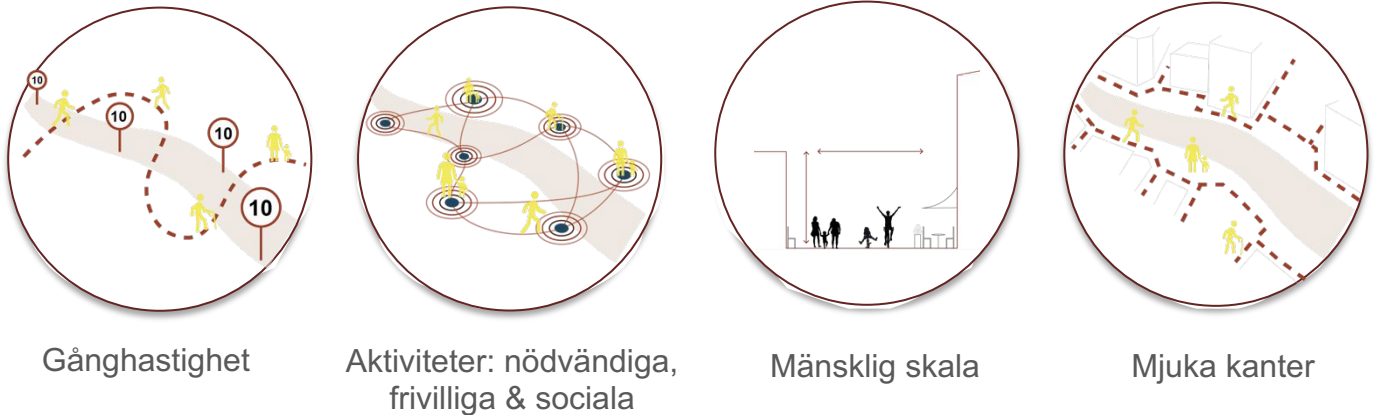 10
10
10
10
Gånghastighet
Aktiviteter: nödvändiga,
frivilliga & sociala
Mänsklig skala
Mjuka kanter